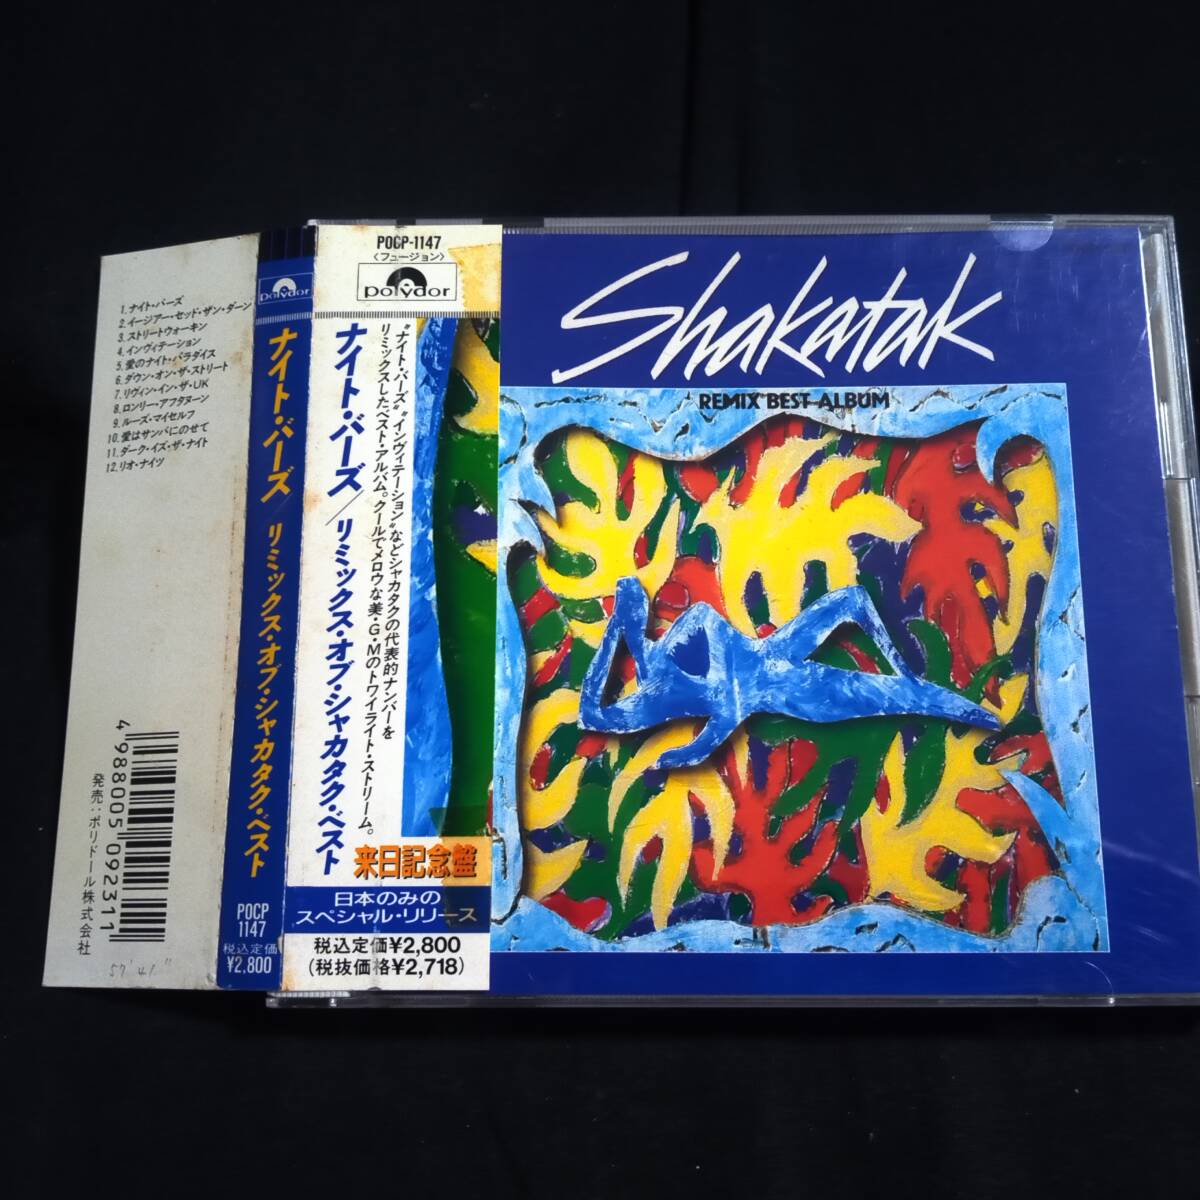 1.ナイト・バーズ
2.イージアー・セッド・ザン・ダーン
3.ストリートウォーキン
4.インヴィテーション
5.愛のナイト・パラダイス
6.ダウン・オン・ザ・ストリート
7.リヴィン・イン・ザ・UK
8.ロンリー・アフタヌーン
9.ルーズ・マイセルフ
10.愛はサンバにのせて
11.ダーク・イズ・ザ・ナイト
12.リオ・ナイツ
4988005092311
発売:ポリドール株式会社
57'41"
polydor
ナイト・バーズ/リミックス・オブ・シャカタク・ベスト
POCP
1147
税込定価
¥2,800
POCP-1147
〈フュージョン〉
polydor
“ナイト・バーズ”“インヴィテーション”などシャカタクの代表的ナンバーを
リミックスしたベスト・アルバム。クールでメロウな美・G・Mのトワイライト・ストリーム。
ナイト・バーズ/リミックス・オブ・シャカタク・ベスト
来日記念盤
日本のみの
スペシャル・リリース
税込定価¥2,800
(税抜価格¥2,718)
Shakatak
REMIX BEST ALBUM